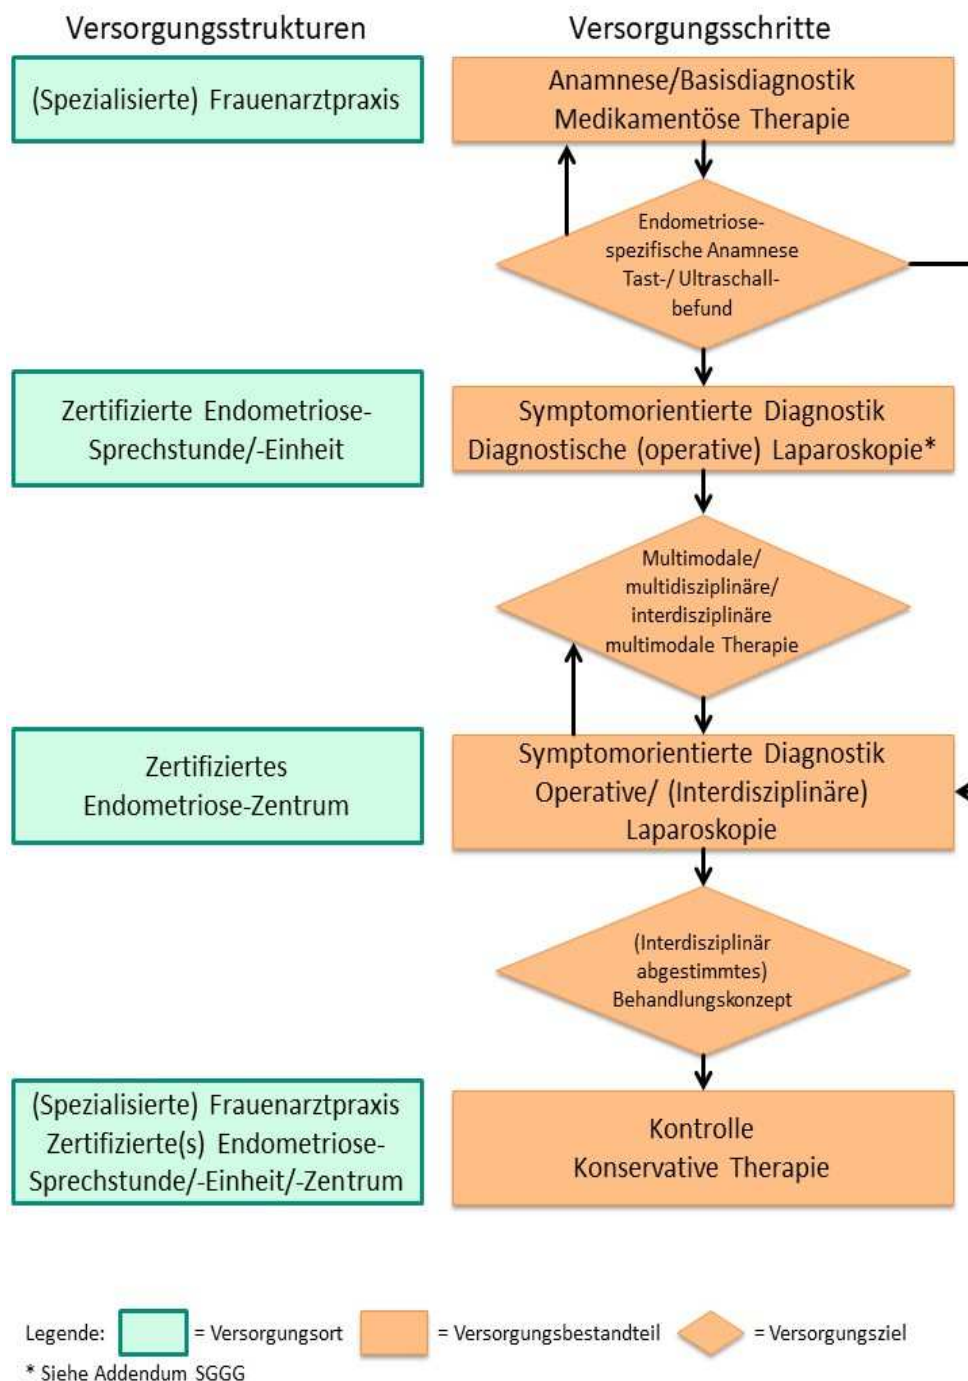 Versorgungsstrukturen
Versorgungsschritte
(Spezialisierte) Frauenarztpraxis
Anamnese/Basisdiagnostik
Medikamentöse Therapie
Endometriose-
spezifische Anamnese
Tast-/ Ultraschall-
befund
Zertifizierte Endometriose-
Sprechstunde/-Einheit
Symptomorientierte Diagnostik
Diagnostische (operative) Laparoskopie*
Multimodale/
multidisziplinäre/
interdisziplinäre
multimodale Therapie
Zertifiziertes
Endometriose-Zentrum
Symptomorientierte Diagnostik
Operative/ (Interdisziplinäre)
Laparoskopie
(Interdisziplinär
abgestimmtes)
Behandlungskonzept
(Spezialisierte) Frauenarztpraxis
Zertifizierte(s) Endometriose-
Sprechstunde/-Einheit/-Zentrum
Kontrolle
Konservative Therapie
Legende: = Versorgungsort = Versorgungsbestandteil = Versorgungsziel
* Siehe Addendum SGGG